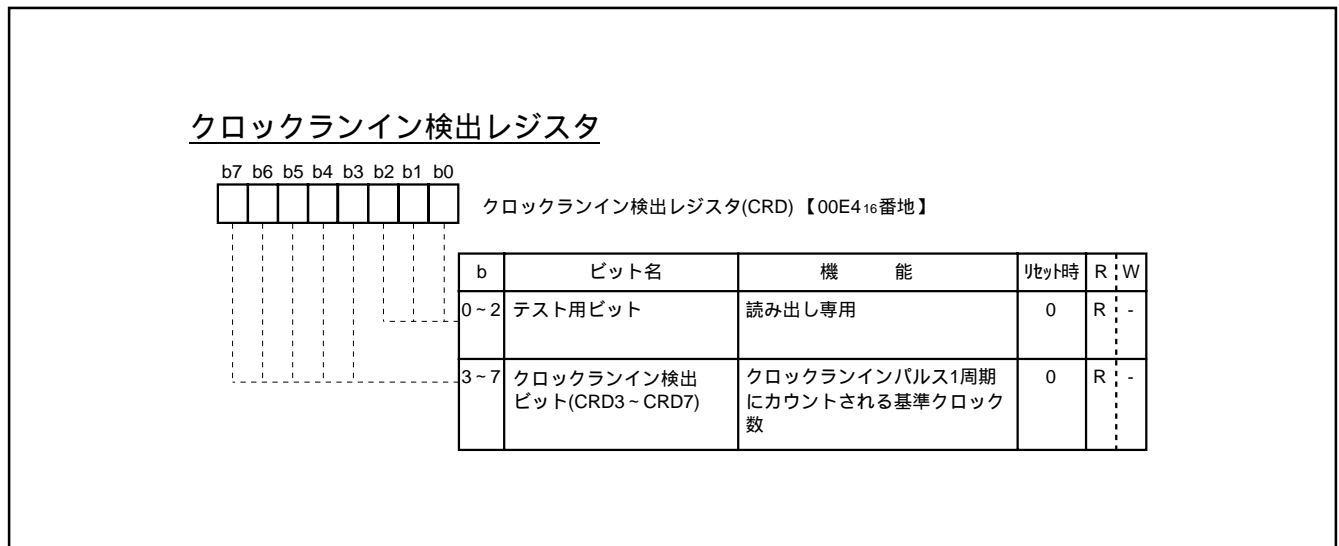 クロックランイン検出レジスタ
b7 b6 b5 b4 b3 b2 b1 b0
クロックランイン検出レジスタ(CRD)【00E4₁₆番地】
b ビット名 機 能 リセット時 R W
0~2 テスト用ビット 読み出し専用 0 R -
3~7 クロックランイン検出 クロックランインパルス1周期 0 R -
ビット(CRD3~CRD7) にカウントされる基準クロック
数